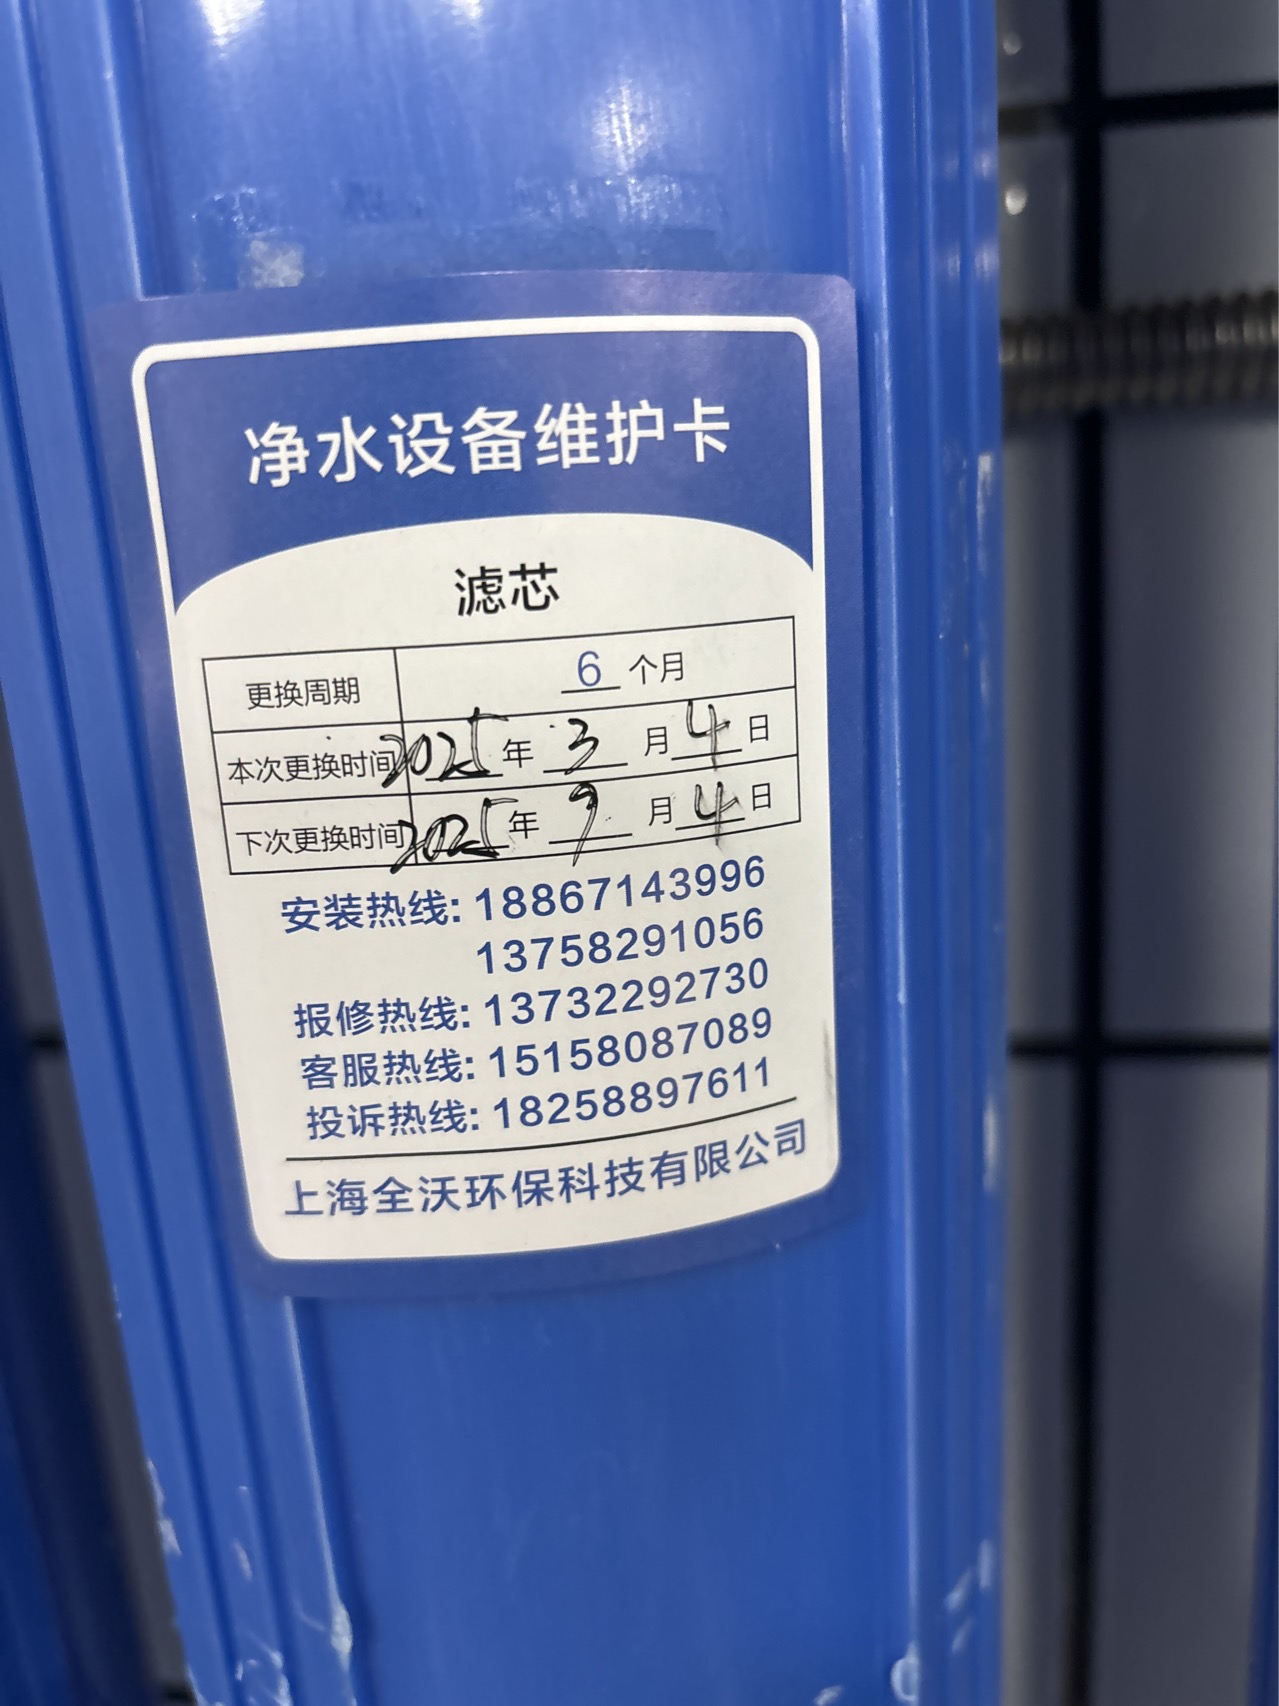 净水设备维护卡
滤芯
更换周期 6 个月
本次更换时间 2025 年 3 月 4 日
下次更换时间 2025 年 9 月 4 日
安装热线: 18867143996
13758291056
报修热线: 13732292730
客服热线: 15158087089
投诉热线: 18258897611
上海全沃环保科技有限公司